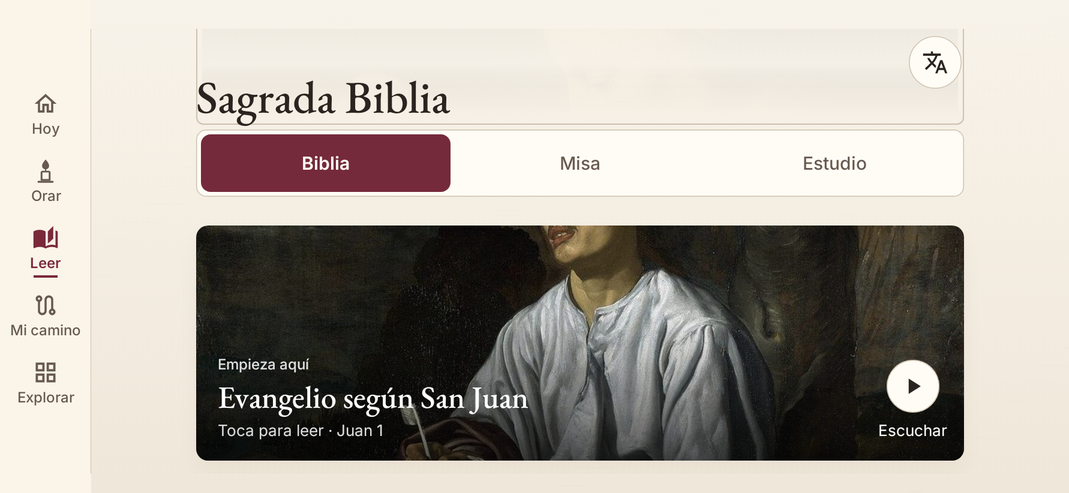 Sagrada Biblia
Biblia
Misa
Estudio
Hoy
Orar
Leer
Mi camino
Explorar
Empieza aquí
Evangelio según San Juan
Toca para leer · Juan 1
Escuchar